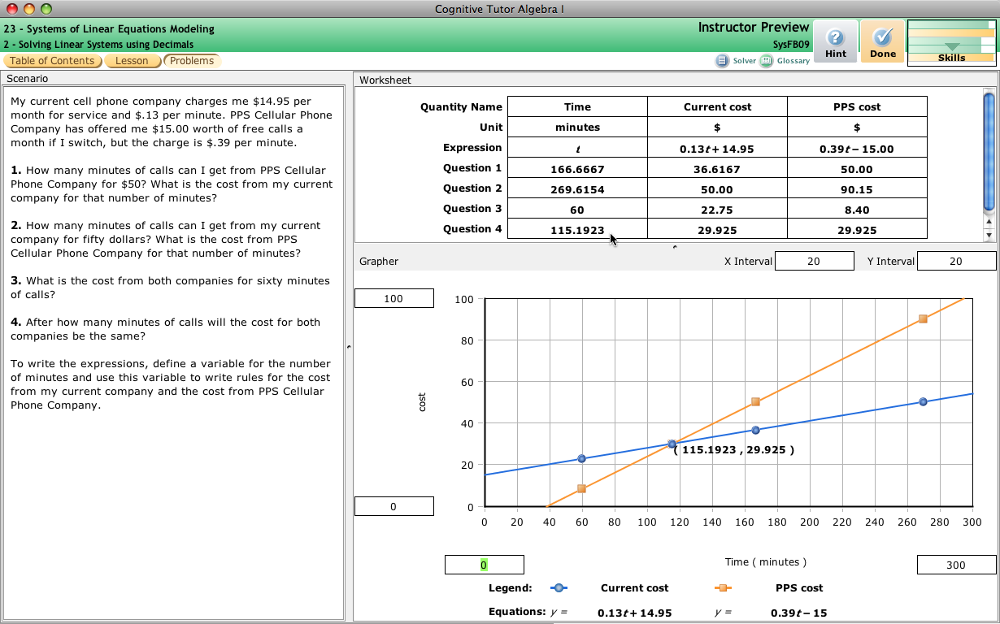 Cognitive Tutor Algebra I
23 - Systems of Linear Equations Modeling
2 - Solving Linear Systems using Decimals
Instructor Preview
SysFB09
Hint
Done
Skills
Table of Contents
Lesson
Problems
Solver
Glossary
Scenario
My current cell phone company charges me $14.95 per
month for service and $.13 per minute. PPS Cellular Phone
Company has offered me $15.00 worth of free calls a
month if I switch, but the charge is $.39 per minute.
1. How many minutes of calls can I get from PPS Cellular
Phone Company for $50? What is the cost from my current
company for that number of minutes?
2. How many minutes of calls can I get from my current
company for fifty dollars? What is the cost from PPS
Cellular Phone Company for that number of minutes?
3. What is the cost from both companies for sixty minutes
of calls?
4. After how many minutes of calls will the cost for both
companies be the same?
To write the expressions, define a variable for the number
of minutes and use this variable to write rules for the cost
from my current company and the cost from PPS Cellular
Phone Company.
Worksheet
Quantity Name Time Current cost PPS cost
Unit minutes $ $
Expression t 0.13t + 14.95 0.39t − 15.00
Question 1 166.6667 36.6167 50.00
Question 2 269.6154 50.00 90.15
Question 3 60 22.75 8.40
Question 4 115.1923 29.925 29.925
Grapher
X Interval 20 Y Interval 20
100
0
cost
100
80
60
40
20
0
( 115.1923 , 29.925 )
0 20 40 60 80 100 120 140 160 180 200 220 240 260 280 300
0
Time ( minutes )
300
Legend: Current cost PPS cost
Equations: y = 0.13t + 14.95 y = 0.39t − 15